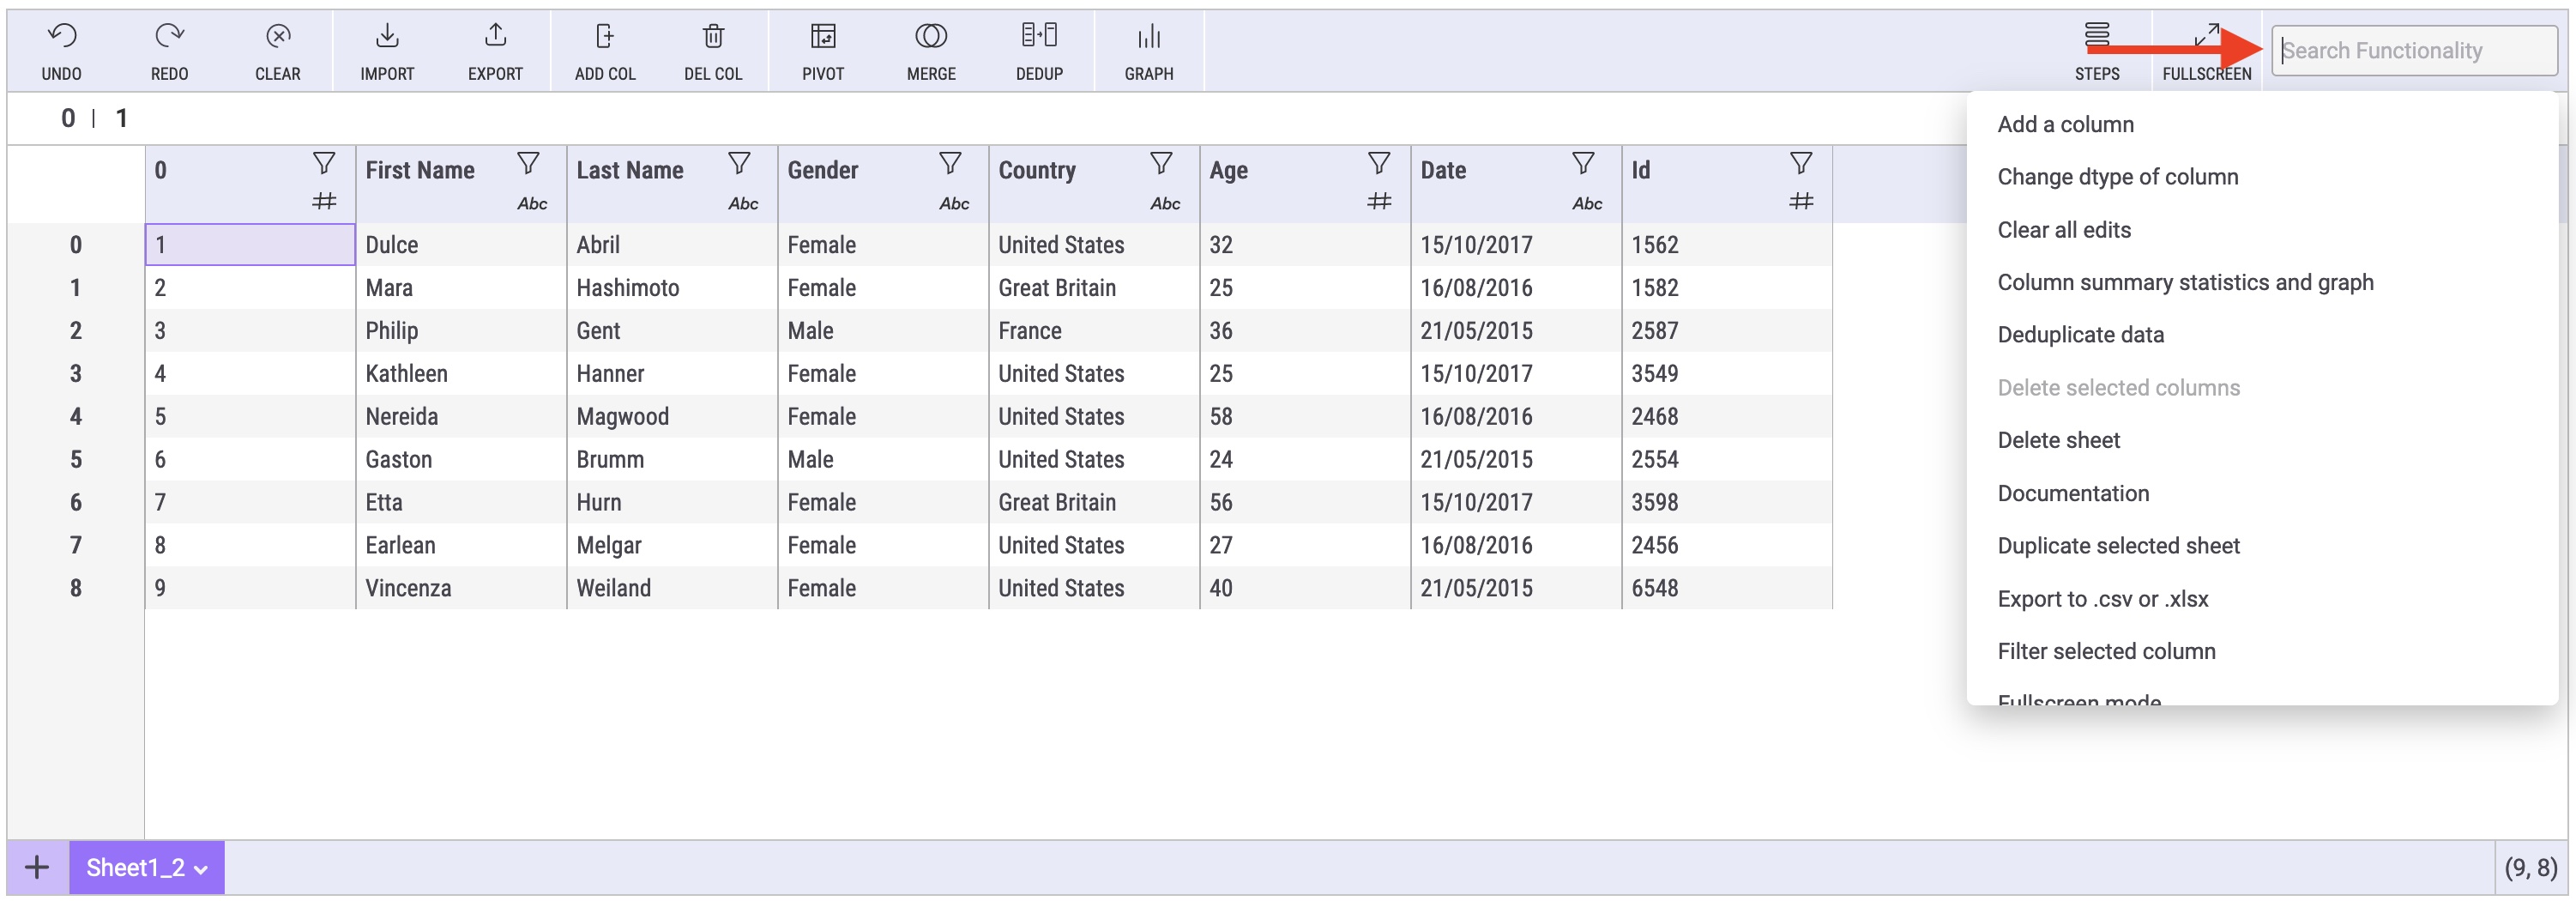 UNDO REDO CLEAR IMPORT EXPORT ADD COL DEL COL PIVOT MERGE DEDUP GRAPH STEPS FULLSCREEN Search Functionality
0 | 1
0 First Name Last Name Gender Country Age Date Id
# Abc Abc Abc Abc # Abc #
0 1 Dulce Abril Female United States 32 15/10/2017 1562
1 2 Mara Hashimoto Female Great Britain 25 16/08/2016 1582
2 3 Philip Gent Male France 36 21/05/2015 2587
3 4 Kathleen Hanner Female United States 25 15/10/2017 3549
4 5 Nereida Magwood Female United States 58 16/08/2016 2468
5 6 Gaston Brumm Male United States 24 21/05/2015 2554
6 7 Etta Hurn Female Great Britain 56 15/10/2017 3598
7 8 Earlean Melgar Female United States 27 16/08/2016 2456
8 9 Vincenza Weiland Female United States 40 21/05/2015 6548
Add a column
Change dtype of column
Clear all edits
Column summary statistics and graph
Deduplicate data
Delete selected columns
Delete sheet
Documentation
Duplicate selected sheet
Export to .csv or .xlsx
Filter selected column
Fullscreen mode
+ Sheet1_2 (9, 8)